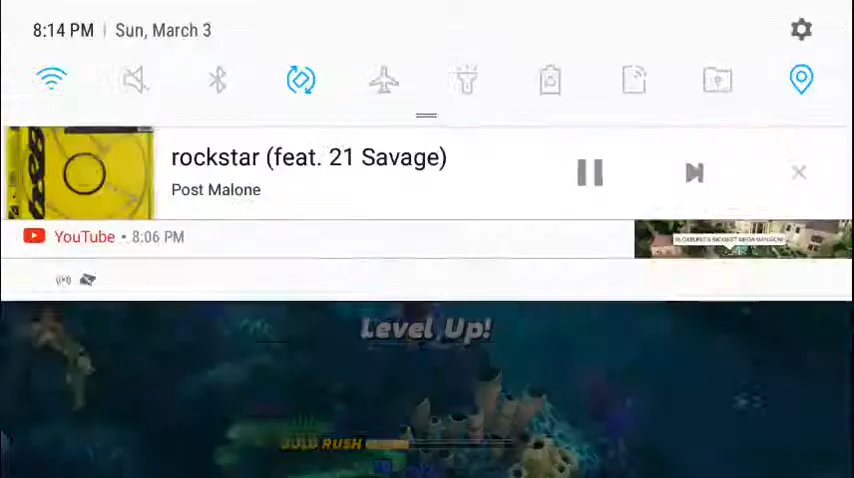 8:14 PM | Sun, March 3
rockstar (feat. 21 Savage)
Post Malone
YouTube • 8:06 PM
Level Up!
GOLD RUSH